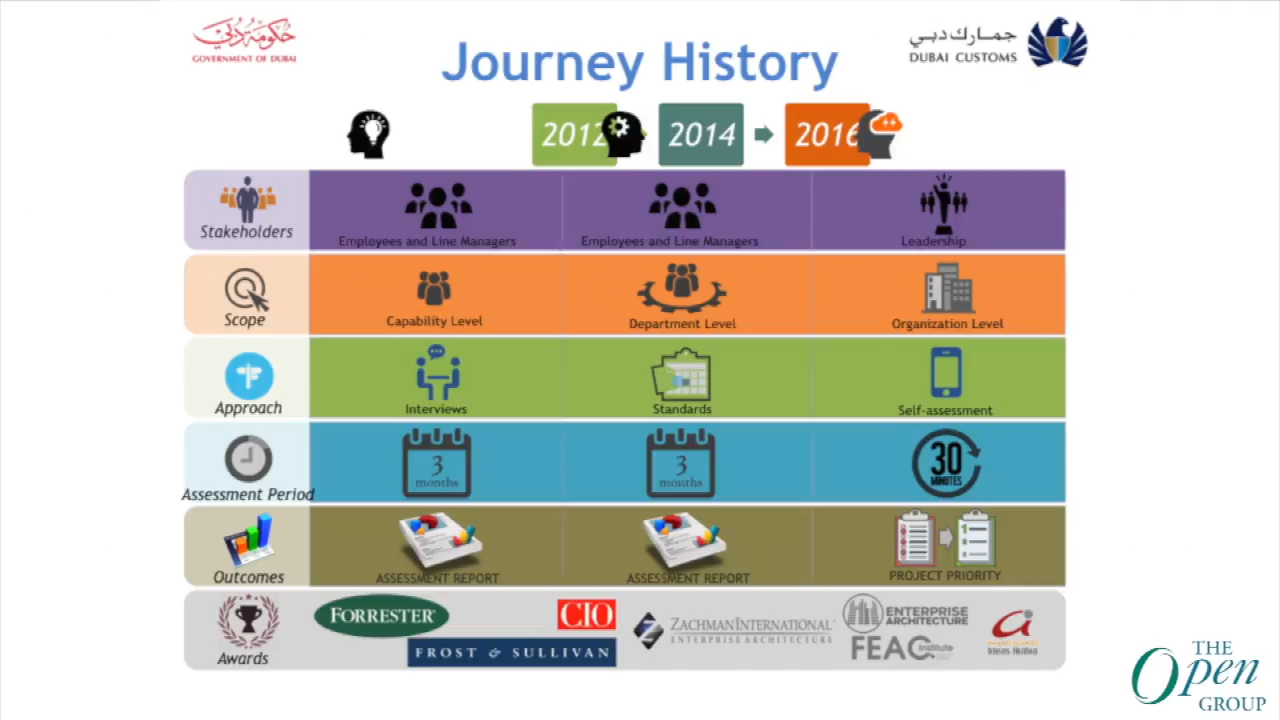 حكومة دبي
GOVERNMENT OF DUBAI
جمارك دبي
DUBAI CUSTOMS
Journey History
2012
2014
2016
Stakeholders
Employees and Line Managers
Employees and Line Managers
Leadership
Scope
Capability Level
Department Level
Organization Level
Approach
Interviews
Standards
Self-assessment
Assessment Period
3
months
3
months
30
MINUTES
Outcomes
ASSESSMENT REPORT
ASSESSMENT REPORT
PROJECT PRIORITY
Awards
FORRESTER
CIO
FROST & SULLIVAN
ZACHMAN INTERNATIONAL
ENTERPRISE ARCHITECTURE
ENTERPRISE
ARCHITECTURE
FEAC Institute
Ideas Arabia
THE
Open
GROUP